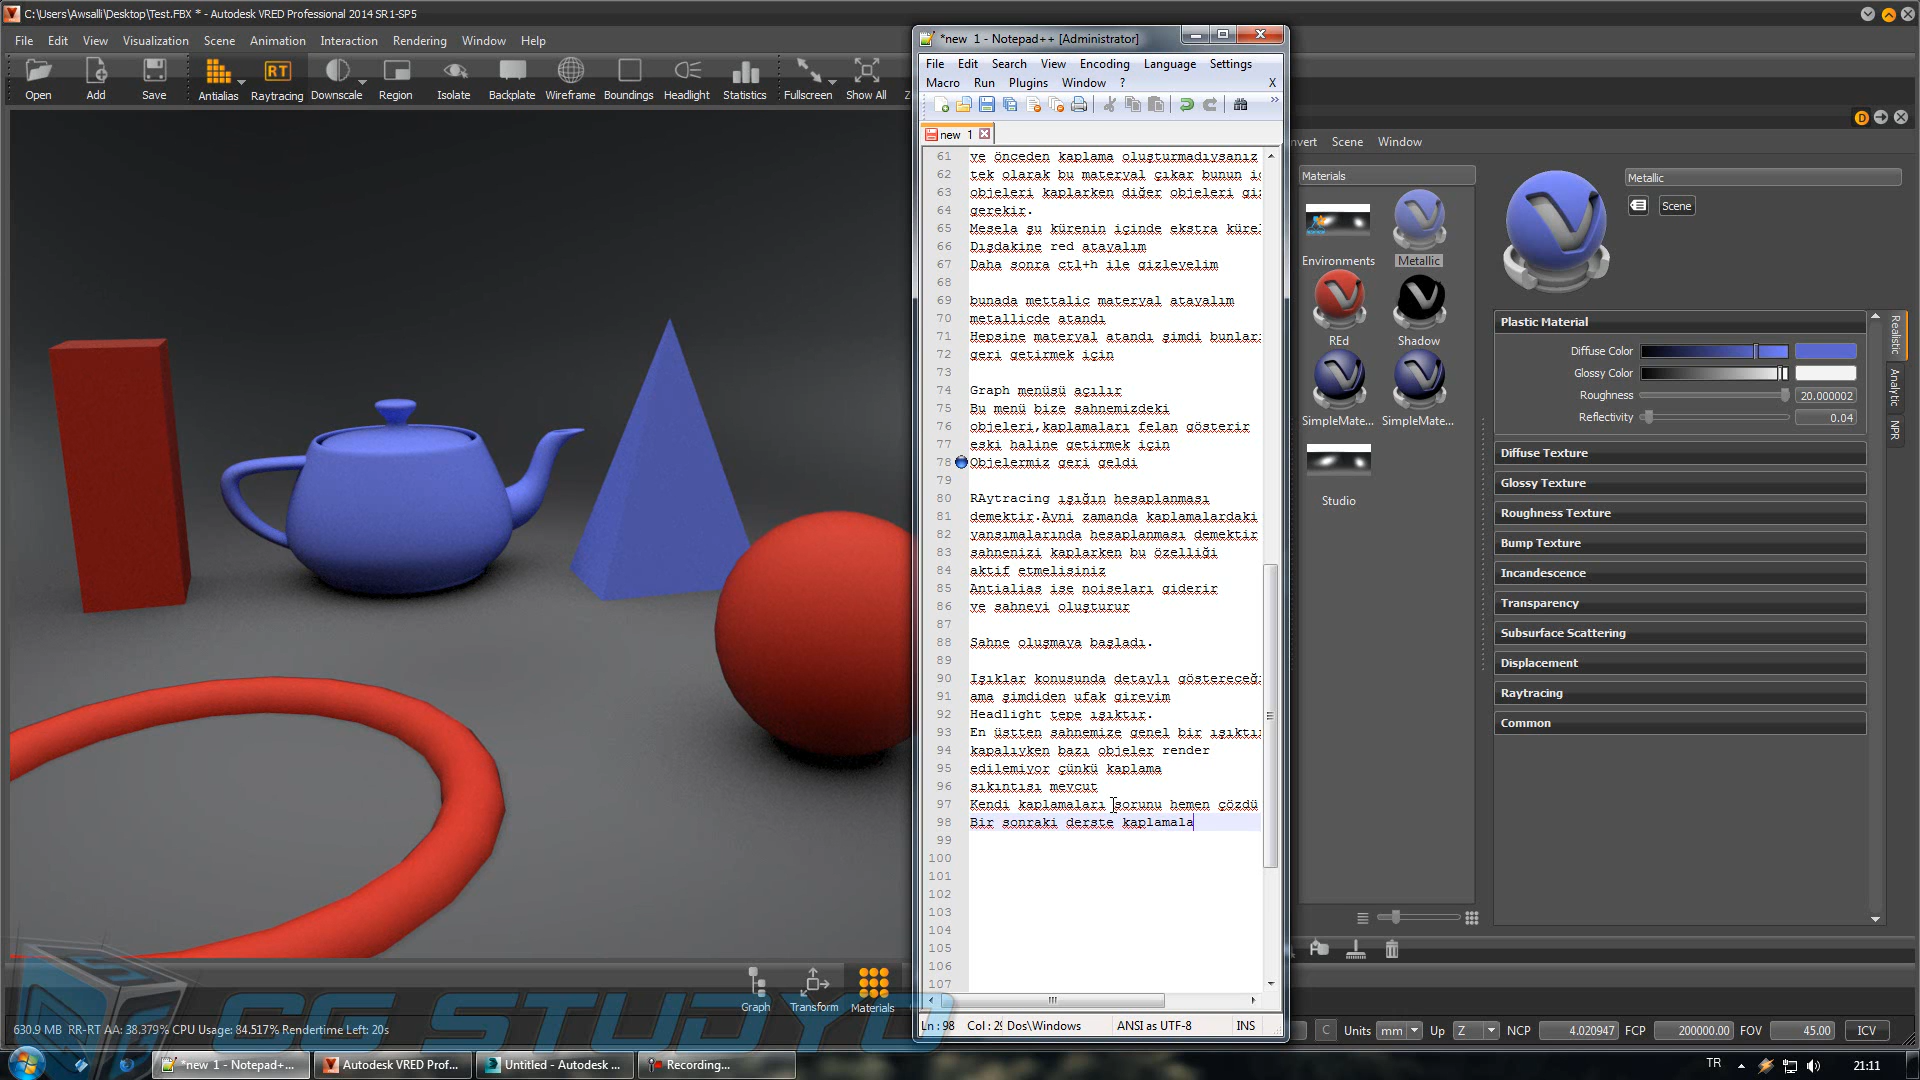 C:\Users\Awsalli\Desktop\Test.FBX * - Autodesk VRED Professional 2014 SR1-SP5
File Edit View Visualization Scene Animation Interaction Rendering Window Help
Open Add Save Antialias Raytracing Downscale Region Isolate Backplate Wireframe Boundings Headlight Statistics Fullscreen Show All
RT
*new 1 - Notepad++ [Administrator]
File Edit Search View Encoding Language Settings
Macro Run Plugins Window ? X
new 1
61 ve önceden kaplama oluşturmadıysanız
62 tek olarak bu materyal çıkar bunun
63 objeleri kaplarken diğer objeleri
64 gerekir.
65 Mesela şu kürenin içinde ekstra
66 Dışdakine red atayalım
67 Daha sonra ctl+h ile gizleyelim
68
69 bunada mettalic materyal atayalım
70 metallicde atandı
71 Hepsine materyal atandı şimdi
72 geri getirmek için
73
74 Graph menüsü açılır
75 Bu menü bize sahnemizdeki
76 objeleri,kaplamaları felan gösterir
77 eski haline getirmek için
78 Objelermiz geri geldi
79
80 RAytracing ışığın hesaplanması
81 demektir.Ayni zamanda kaplamalardaki
82 yansımalarında hesaplanması demektir
83 sahnenizi kaplarken bu özelliği
84 aktif etmelisiniz
85 Antialias ise noiseları giderir
86 ve sahneyi oluşturur
87
88 Sahne oluşmaya başladı.
89
90 Işıklar konusunda detaylı
91 ama şimdiden ufak gireyim
92 Headlight tepe ışıktır.
93 En üstten sahnemize genel bir
94 kapalıyken bazı objeler render
95 edilemiyor çünkü kaplama
96 sıkıntısı mevcut
97 Kendi kaplamaları sorunu hemen çözdü
98 Bir sonraki derste kaplamala
99
100
101
102
103
104
105
106
107
Ln : 98 Col : Dos\Windows ANSI as UTF-8 INS
Scene Window
Materials
Environments
Metallic
REd
Shadow
SimpleMate...
SimpleMate...
Studio
Metallic
Scene
Plastic Material
Diffuse Color
Glossy Color
Roughness 20.000002
Reflectivity 0.04
Diffuse Texture
Glossy Texture
Roughness Texture
Bump Texture
Incandescence
Transparency
Subsurface Scattering
Displacement
Raytracing
Common
Realistic
Analytic
NPR
D
Graph Transform Materials
CG STUDYO
630.9 MB RR-RT AA: 38.379% CPU Usage: 84.517% Rendertime Left: 20s
C Units mm Up Z NCP 4.020947 FCP 200000.00 FOV 45.00 ICV
*new 1 - Notepad+...
Autodesk VRED Prof...
Untitled - Autodesk ...
Recording...
TR
21:11